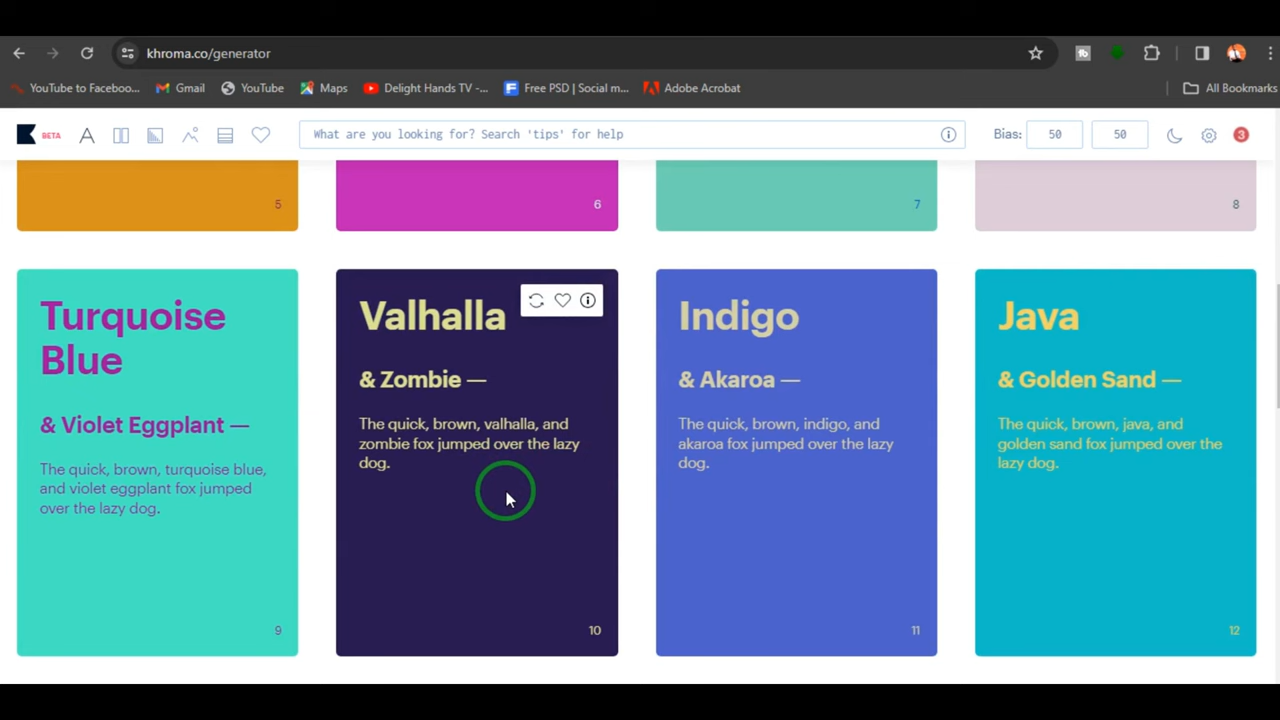 khroma.co/generator
YouTube to Faceboo...
Gmail
YouTube
Maps
Delight Hands TV -...
Free PSD | Social m...
Adobe Acrobat
All Bookmarks
BETA
What are you looking for? Search 'tips' for help
Bias:
50
50
3
5
6
7
8
Turquoise
Blue
& Violet Eggplant —
The quick, brown, turquoise blue,
and violet eggplant fox jumped
over the lazy dog.
9
Valhalla
& Zombie —
The quick, brown, valhalla, and
zombie fox jumped over the lazy
dog.
10
Indigo
& Akaroa —
The quick, brown, indigo, and
akaroa fox jumped over the lazy
dog.
11
Java
& Golden Sand —
The quick, brown, java, and
golden sand fox jumped over the
lazy dog.
12